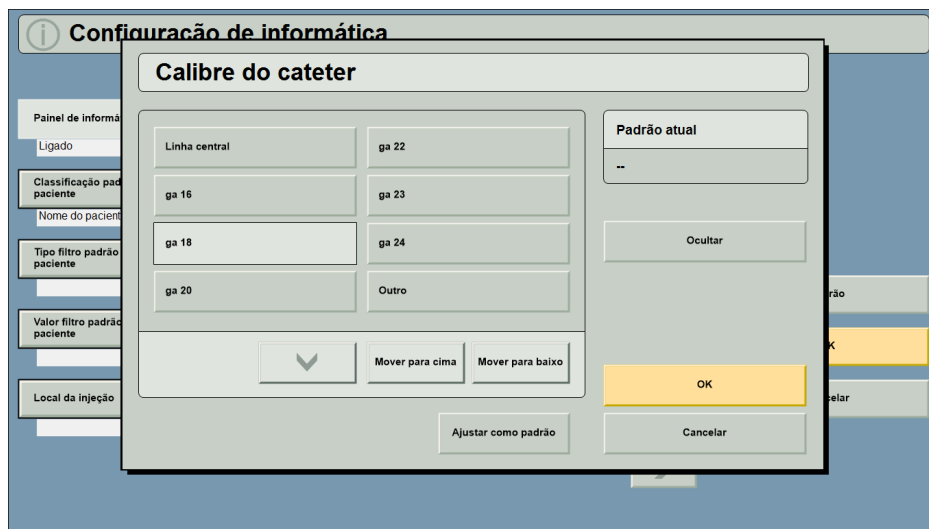 Configuração de informática
Calibre do cateter
Painel de informá
Ligado
Classificação pad
paciente
Nome do pacient
Tipo filtro padrão
paciente
Valor filtro padrão
paciente
Local da injeção
Linha central
ga 22
ga 16
ga 23
ga 18
ga 24
ga 20
Outro
Mover para cima
Mover para baixo
Ajustar como padrão
Padrão atual
--
Ocultar
OK
Cancelar
rão
K
celar